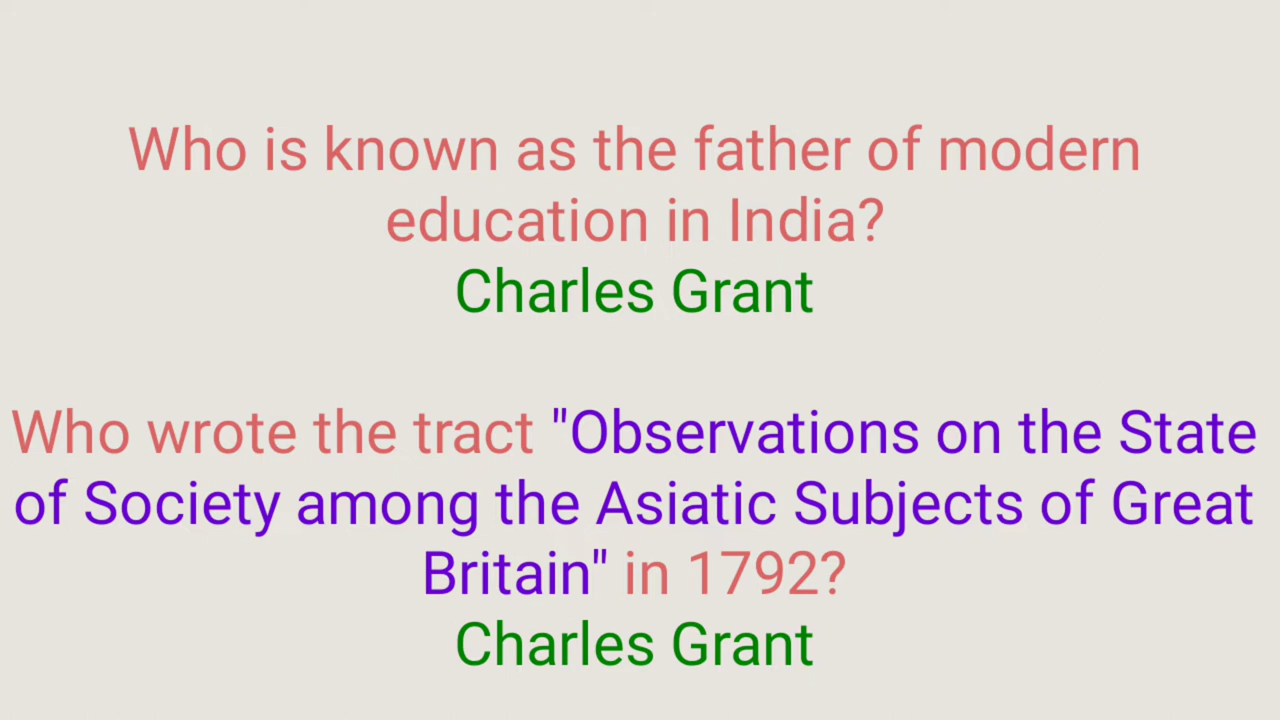 Who is known as the father of modern
education in India?
Charles Grant
Who wrote the tract "Observations on the State
of Society among the Asiatic Subjects of Great
Britain" in 1792?
Charles Grant